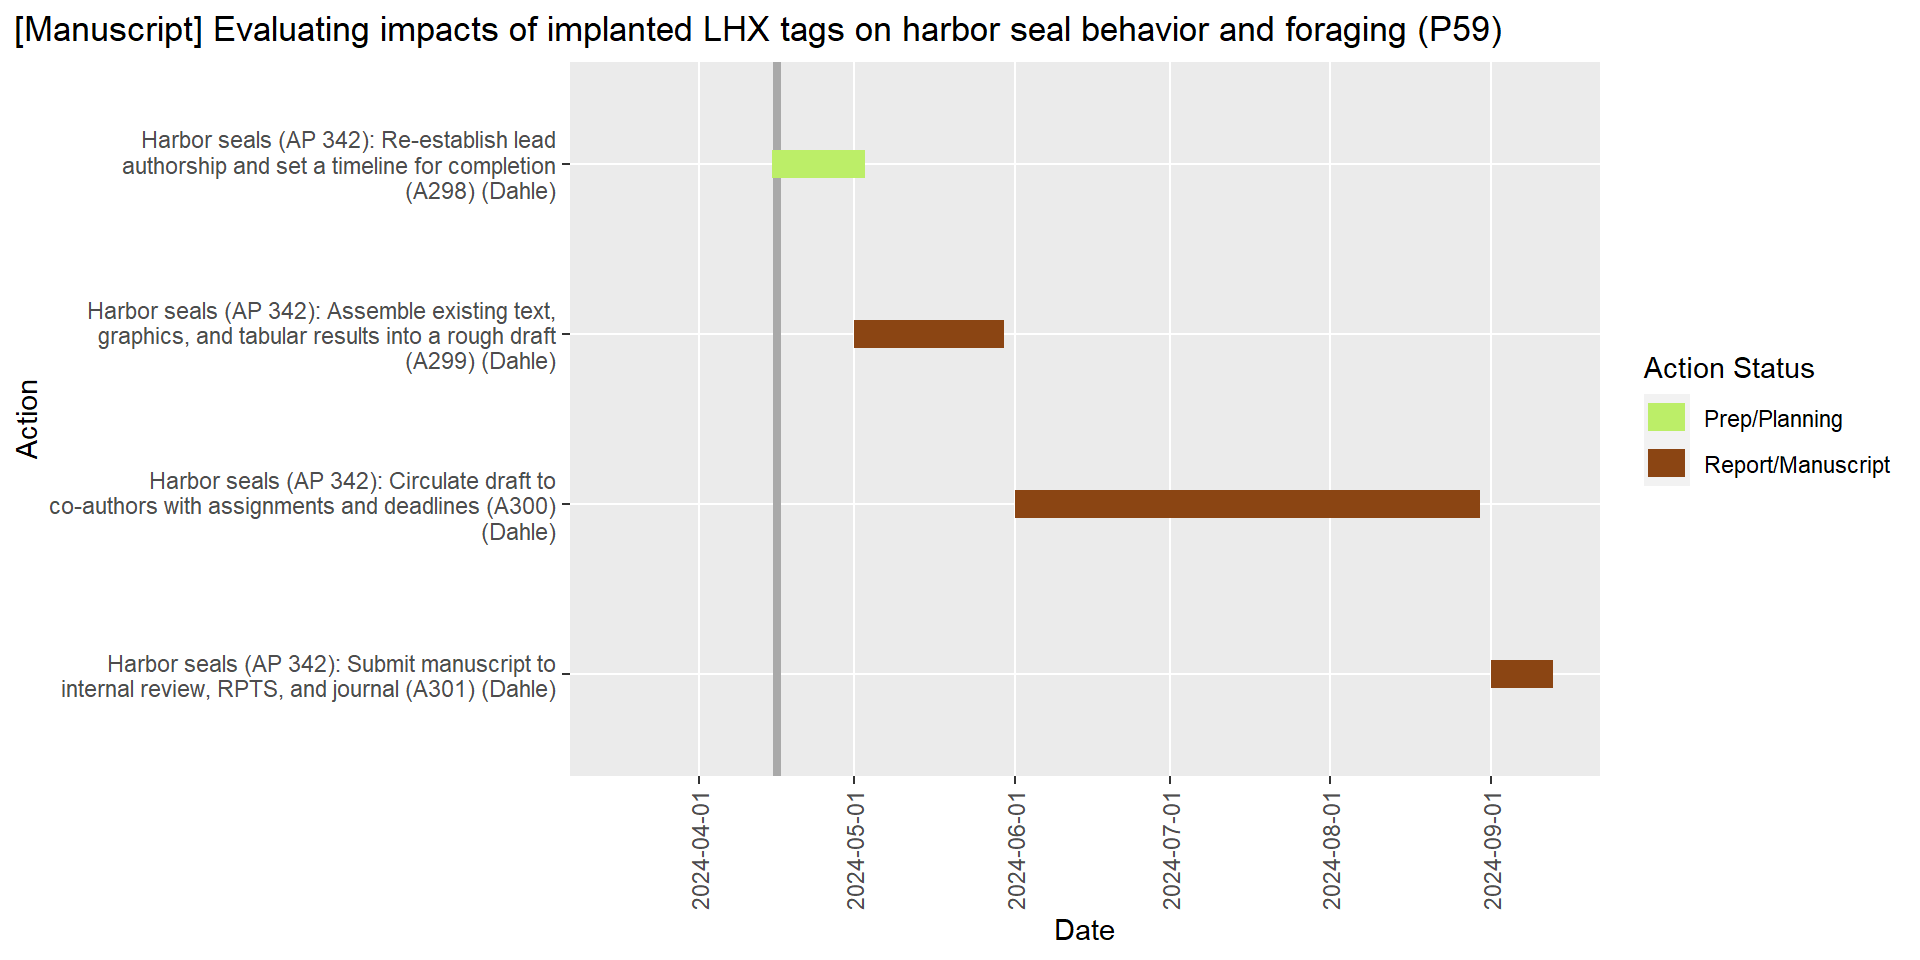 [Manuscript] Evaluating impacts of implanted LHX tags on harbor seal behavior and foraging (P59)
Harbor seals (AP 342): Re-establish lead
authorship and set a timeline for completion
(A298) (Dahle)
Harbor seals (AP 342): Assemble existing text,
graphics, and tabular results into a rough draft
(A299) (Dahle)
Harbor seals (AP 342): Circulate draft to
co-authors with assignments and deadlines (A300)
(Dahle)
Harbor seals (AP 342): Submit manuscript to
internal review, RPTS, and journal (A301) (Dahle)
Action
2024-04-01
2024-05-01
2024-06-01
2024-07-01
2024-08-01
2024-09-01
Date
Action Status
Prep/Planning
Report/Manuscript